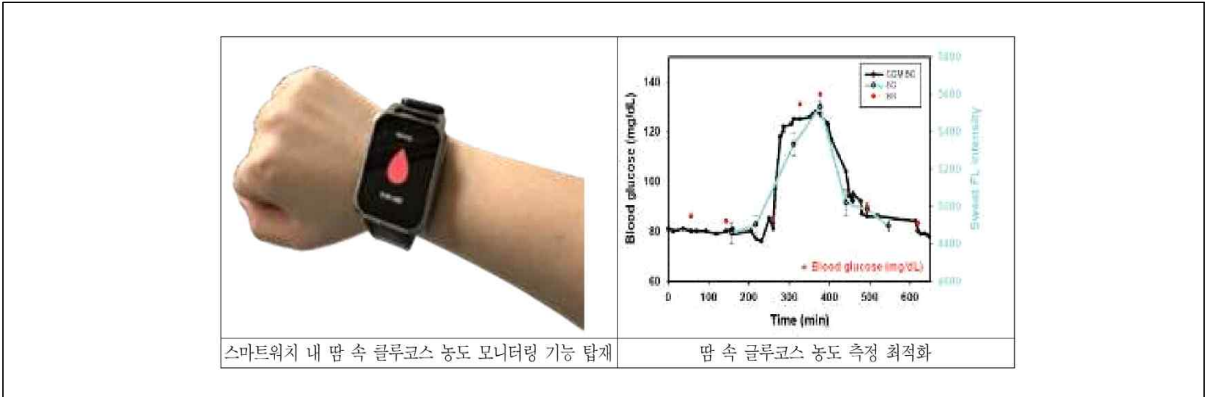 140
120
100
80
60
0
100
200
300
400
500
600
Blood glucose (mg/dL)
Time (min)
Sweat FL intensity
CGM BG
SG
BG
Blood glucose (mg/dL)
스마트워치 내 땀 속 글루코스 농도 모니터링 기능 탑재
땀 속 글루코스 농도 측정 최적화